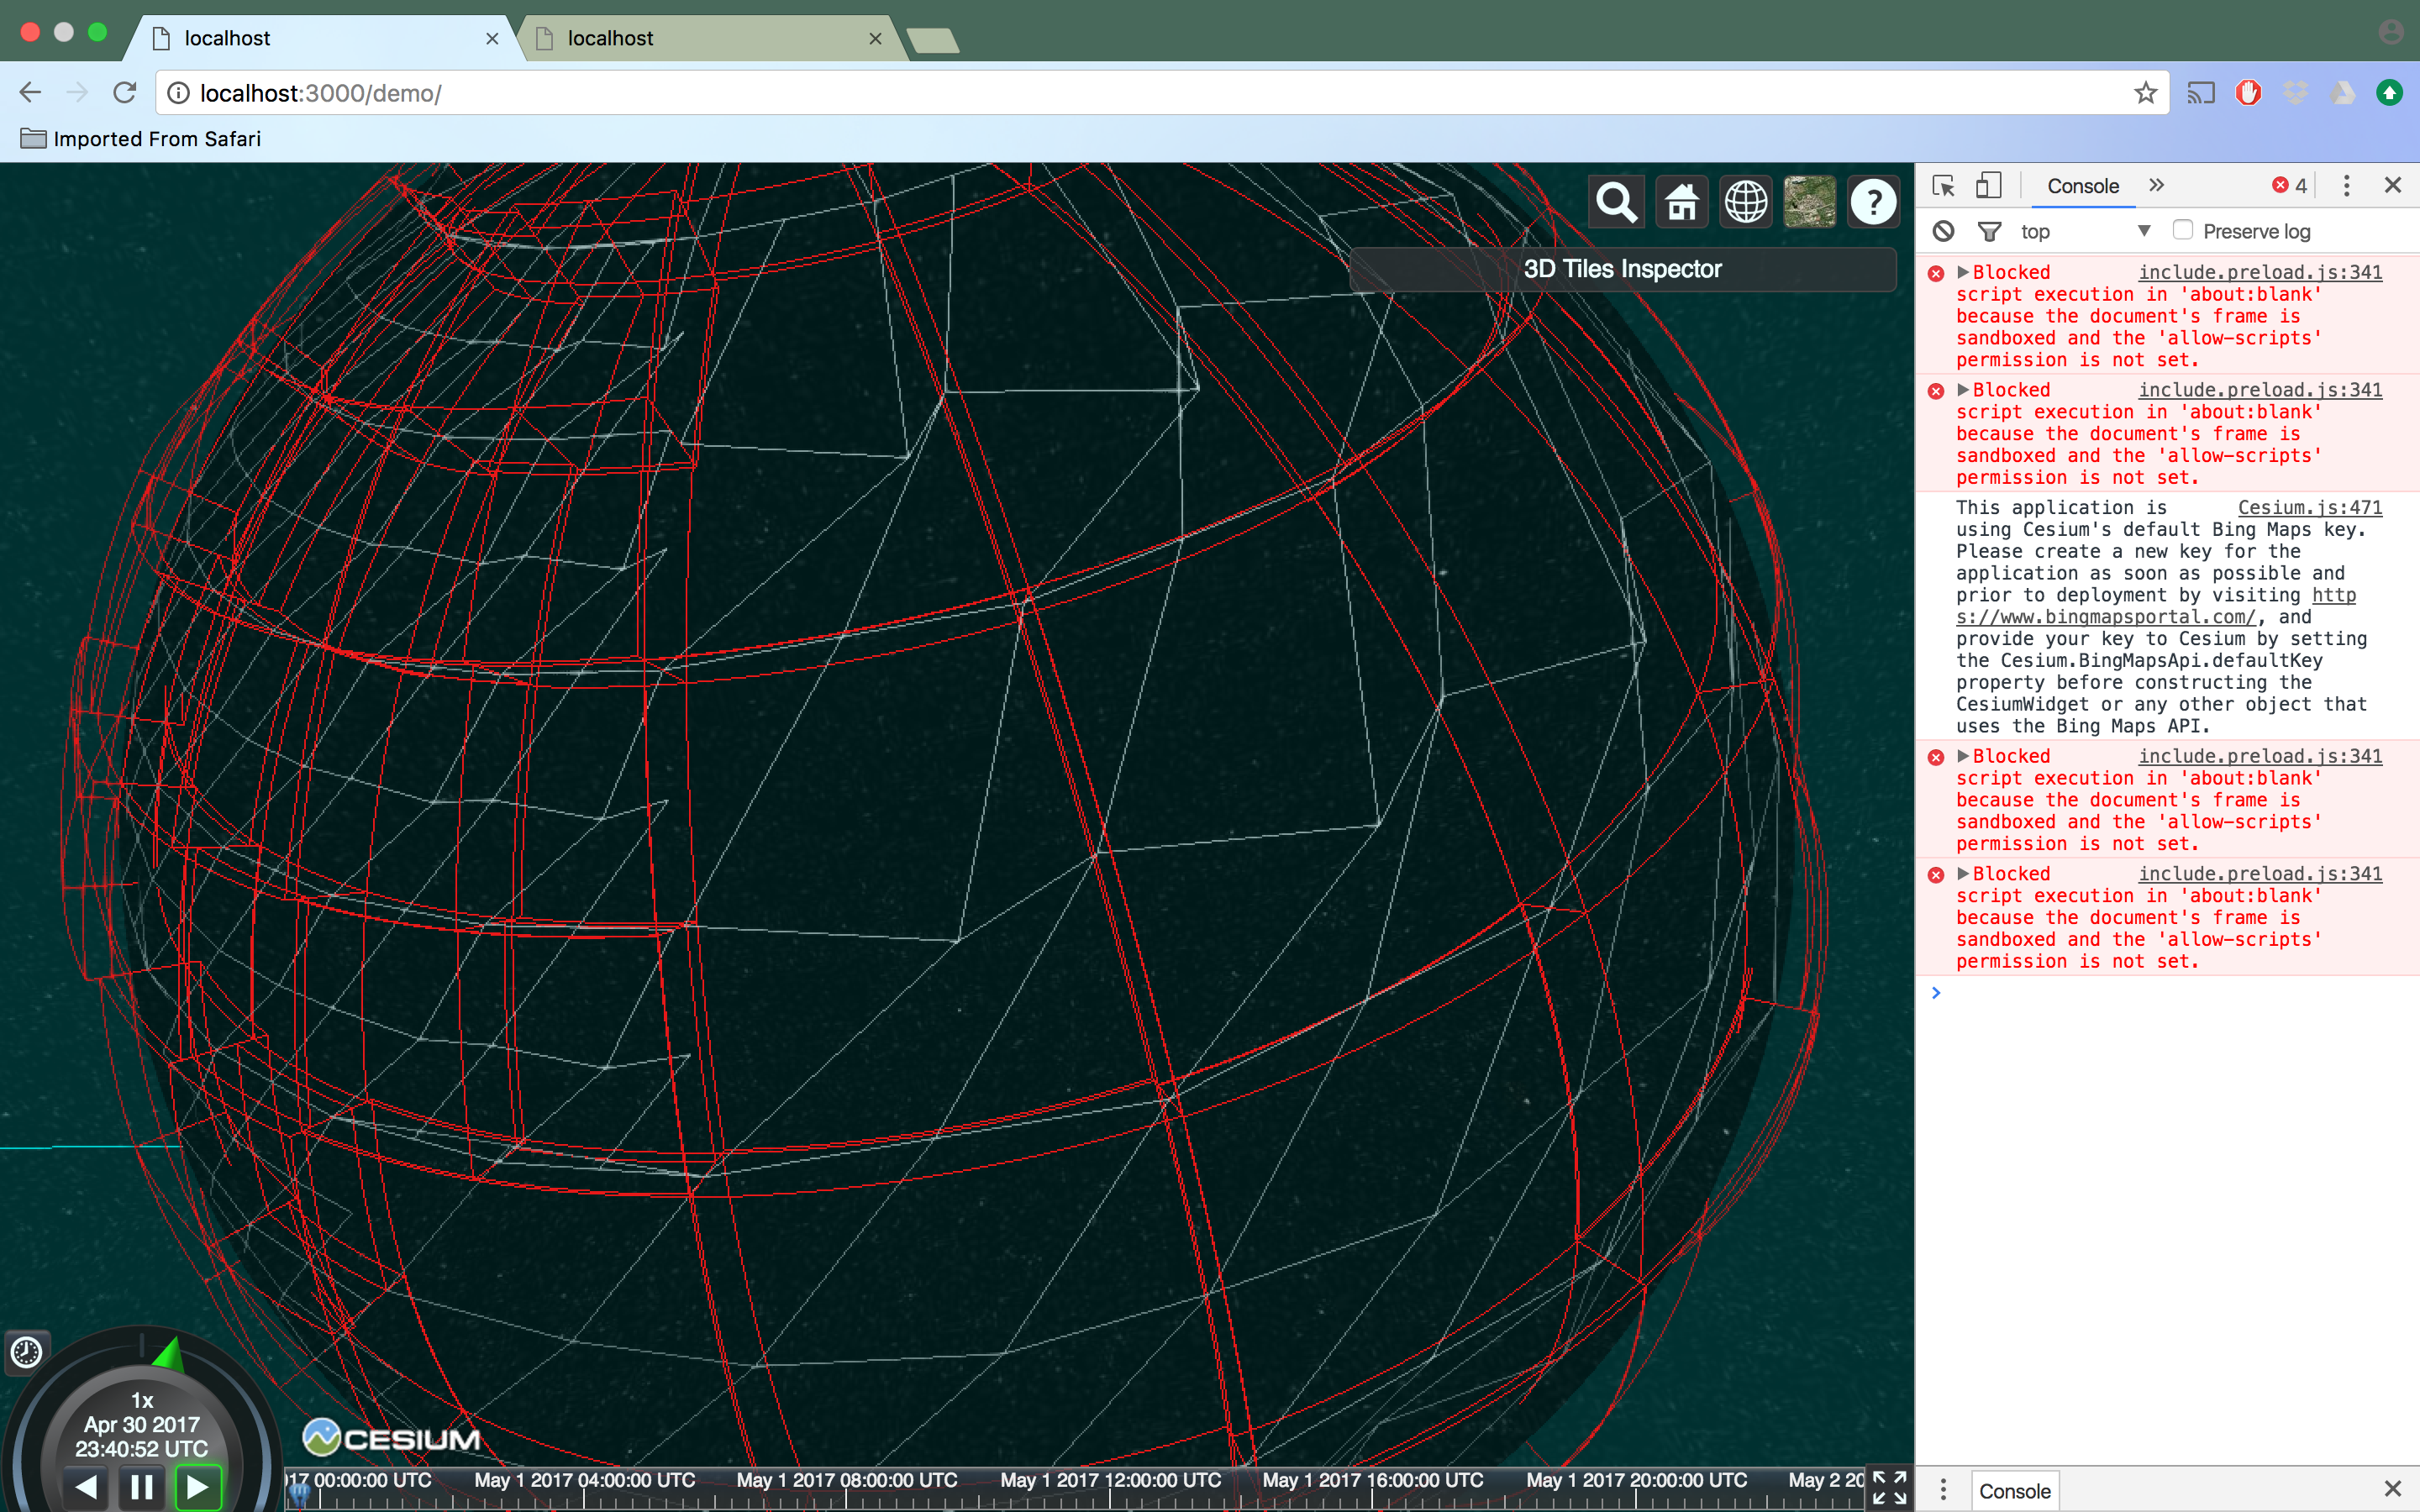 localhost
localhost
localhost:3000/demo/
Imported From Safari
3D Tiles Inspector
?
Console
4
top
Preserve log
Blocked include.preload.js:341
script execution in 'about:blank'
because the document's frame is
sandboxed and the 'allow-scripts'
permission is not set.
Blocked include.preload.js:341
script execution in 'about:blank'
because the document's frame is
sandboxed and the 'allow-scripts'
permission is not set.
This application is Cesium.js:471
using Cesium's default Bing Maps key.
Please create a new key for the
application as soon as possible and
prior to deployment by visiting http
s://www.bingmapsportal.com/, and
provide your key to Cesium by setting
the Cesium.BingMapsApi.defaultKey
property before constructing the
CesiumWidget or any other object that
uses the Bing Maps API.
Blocked include.preload.js:341
script execution in 'about:blank'
because the document's frame is
sandboxed and the 'allow-scripts'
permission is not set.
Blocked include.preload.js:341
script execution in 'about:blank'
because the document's frame is
sandboxed and the 'allow-scripts'
permission is not set.
1x
Apr 30 2017
23:40:52 UTC
CESIUM
17 00:00:00 UTC May 1 2017 04:00:00 UTC May 1 2017 08:00:00 UTC May 1 2017 12:00:00 UTC May 1 2017 16:00:00 UTC May 1 2017 20:00:00 UTC May 2 20
Console